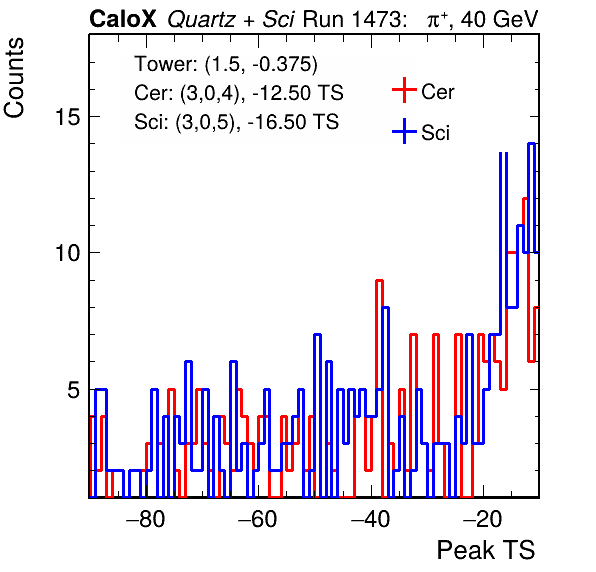 CaloX Quartz + Sci Run 1473: π⁺, 40 GeV
Counts
Tower: (1.5, -0.375)
Cer: (3,0,4), -12.50 TS
Sci: (3,0,5), -16.50 TS
Cer
Sci
15
10
5
−80 −60 −40 −20
Peak TS